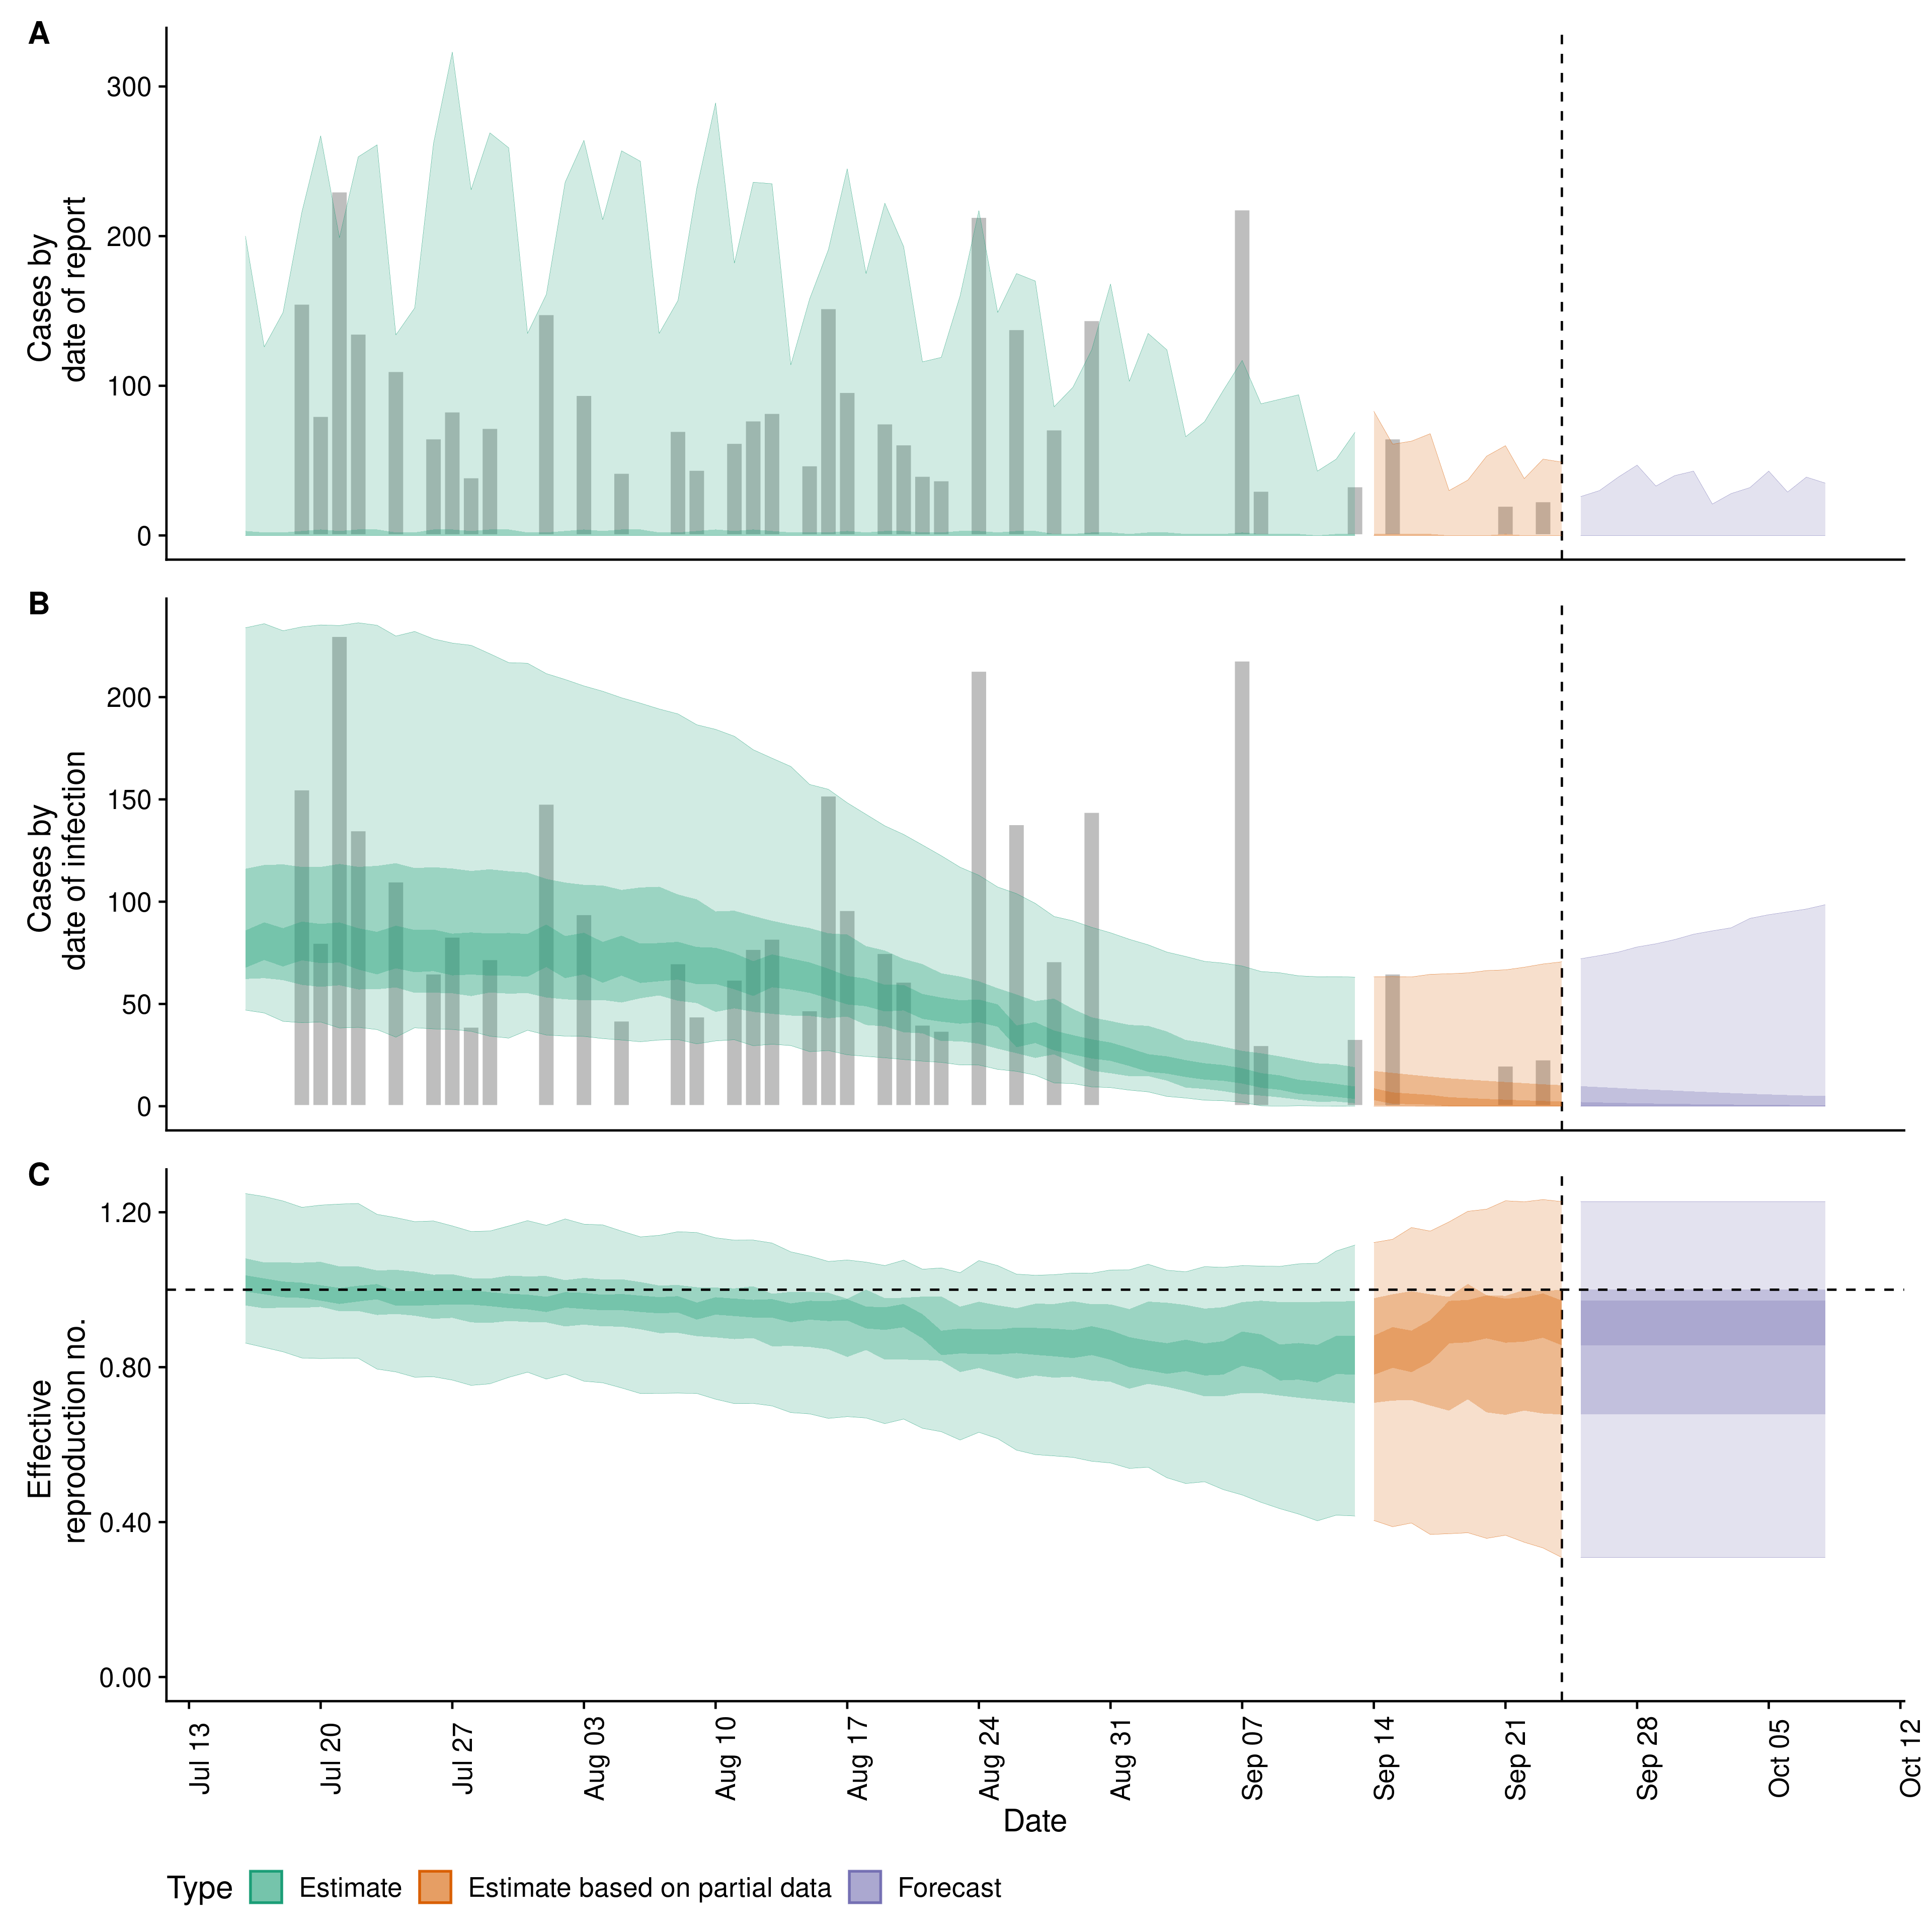 A
Cases by
date of report
300
200
100
0
B
Cases by
date of infection
200
150
100
50
0
C
Effective
reproduction no.
1.20
0.80
0.40
0.00
Jul 13
Jul 20
Jul 27
Aug 03
Aug 10
Aug 17
Aug 24
Aug 31
Sep 07
Sep 14
Sep 21
Sep 28
Oct 05
Oct 12
Date
Type
Estimate
Estimate based on partial data
Forecast